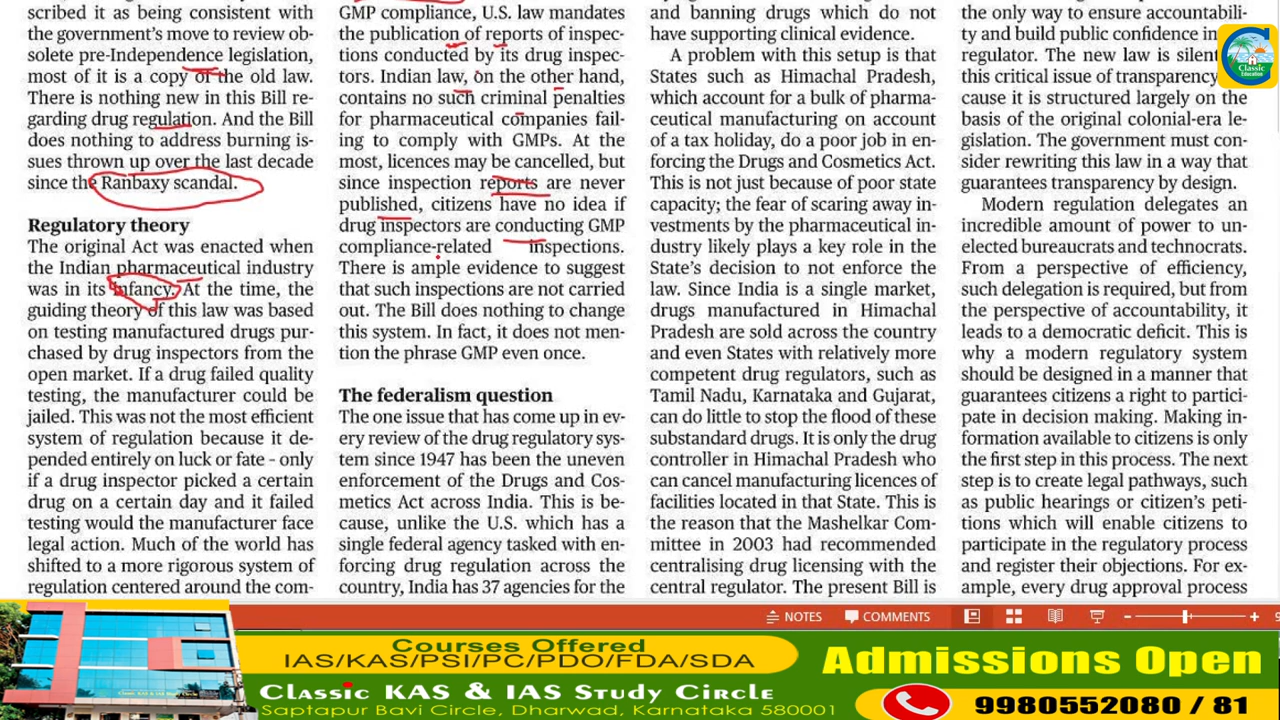 scribed it as being consistent with
the government's move to review ob-
solete pre-Independence legislation,
most of it is a copy of the old law.
There is nothing new in this Bill re-
garding drug regulation. And the Bill
does nothing to address burning is-
sues thrown up over the last decade
since the Ranbaxy scandal.
Regulatory theory
The original Act was enacted when
the Indian pharmaceutical industry
was in its infancy. At the time, the
guiding theory of this law was based
on testing manufactured drugs pur-
chased by drug inspectors from the
open market. If a drug failed quality
testing, the manufacturer could be
jailed. This was not the most efficient
system of regulation because it de-
pended entirely on luck or fate – only
if a drug inspector picked a certain
drug on a certain day and it failed
testing would the manufacturer face
legal action. Much of the world has
shifted to a more rigorous system of
regulation centered around the com-
GMP compliance, U.S. law mandates
the publication of reports of inspec-
tions conducted by its drug inspec-
tors. Indian law, on the other hand,
contains no such criminal penalties
for pharmaceutical companies fail-
ing to comply with GMPs. At the
most, licences may be cancelled, but
since inspection reports are never
published, citizens have no idea if
drug inspectors are conducting GMP
compliance-related inspections.
There is ample evidence to suggest
that such inspections are not carried
out. The Bill does nothing to change
this system. In fact, it does not men-
tion the phrase GMP even once.
The federalism question
The one issue that has come up in ev-
ery review of the drug regulatory sys-
tem since 1947 has been the uneven
enforcement of the Drugs and Cos-
metics Act across India. This is be-
cause, unlike the U.S. which has a
single federal agency tasked with en-
forcing drug regulation across the
country, India has 37 agencies for the
and banning drugs which do not
have supporting clinical evidence.
A problem with this setup is that
States such as Himachal Pradesh,
which account for a bulk of pharma-
ceutical manufacturing on account
of a tax holiday, do a poor job in en-
forcing the Drugs and Cosmetics Act.
This is not just because of poor state
capacity; the fear of scaring away in-
vestments by the pharmaceutical in-
dustry likely plays a key role in the
State's decision to not enforce the
law. Since India is a single market,
drugs manufactured in Himachal
Pradesh are sold across the country
and even States with relatively more
competent drug regulators, such as
Tamil Nadu, Karnataka and Gujarat,
can do little to stop the flood of these
substandard drugs. It is only the drug
controller in Himachal Pradesh who
can cancel manufacturing licences of
facilities located in that State. This is
the reason that the Mashelkar Com-
mittee in 2003 had recommended
centralising drug licensing with the
central regulator. The present Bill is
the only way to ensure accountabili-
ty and build public confidence in
regulator. The new law is silen
this critical issue of transparency
cause it is structured largely on the
basis of the original colonial-era le-
gislation. The government must con-
sider rewriting this law in a way that
guarantees transparency by design.
Modern regulation delegates an
incredible amount of power to un-
elected bureaucrats and technocrats.
From a perspective of efficiency,
such delegation is required, but from
the perspective of accountability, it
leads to a democratic deficit. This is
why a modern regulatory system
should be designed in a manner that
guarantees citizens a right to partici-
pate in decision making. Making in-
formation available to citizens is only
the first step in this process. The next
step is to create legal pathways, such
as public hearings or citizen's peti-
tions which will enable citizens to
participate in the regulatory process
and register their objections. For ex-
ample, every drug approval process
Classic
Education
NOTES COMMENTS
Courses Offered
IAS/KAS/PSI/PC/PDO/FDA/SDA
Classic KAS & IAS Study Circle
Saptapur Bavi Circle, Dharwad, Karnataka 580001
Admissions Open
9980552080 / 81